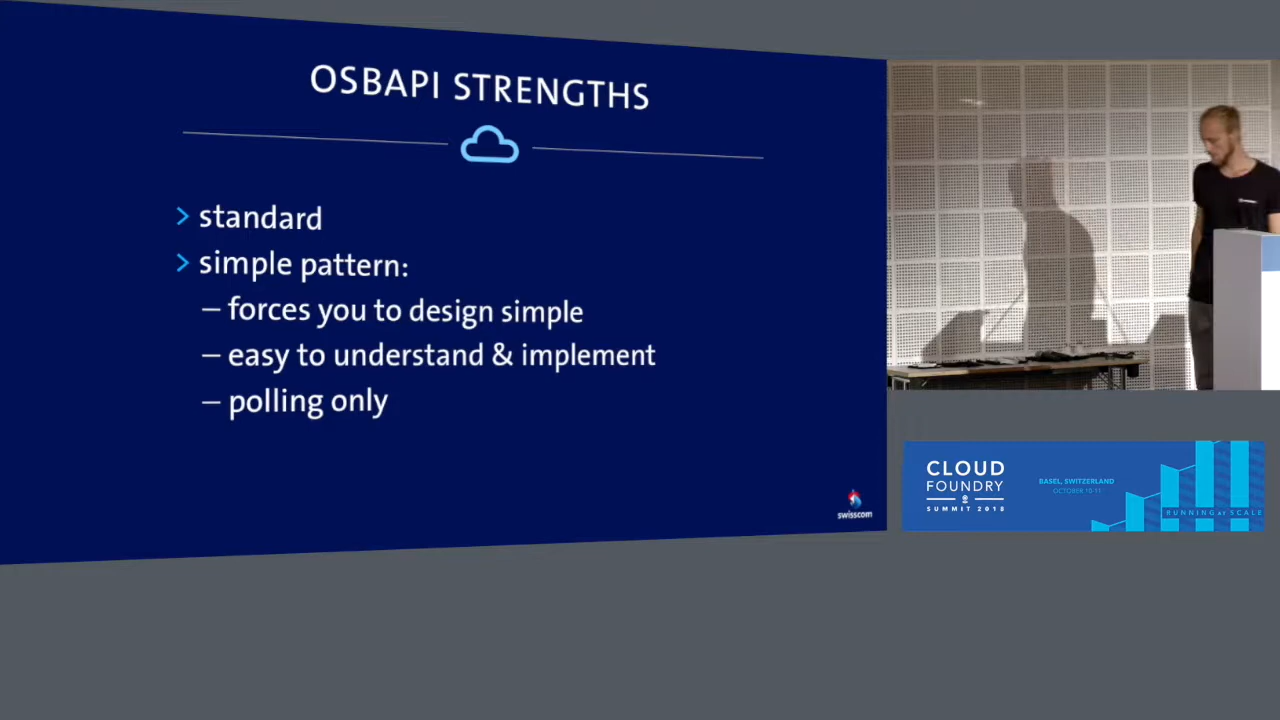 OSBAPI STRENGTHS
> standard
> simple pattern:
– forces you to design simple
– easy to understand & implement
– polling only
swisscom
CLOUD
FOUNDRY
SUMMIT 2018
BASEL, SWITZERLAND
OCTOBER 10-11
RUNNING at SCALE